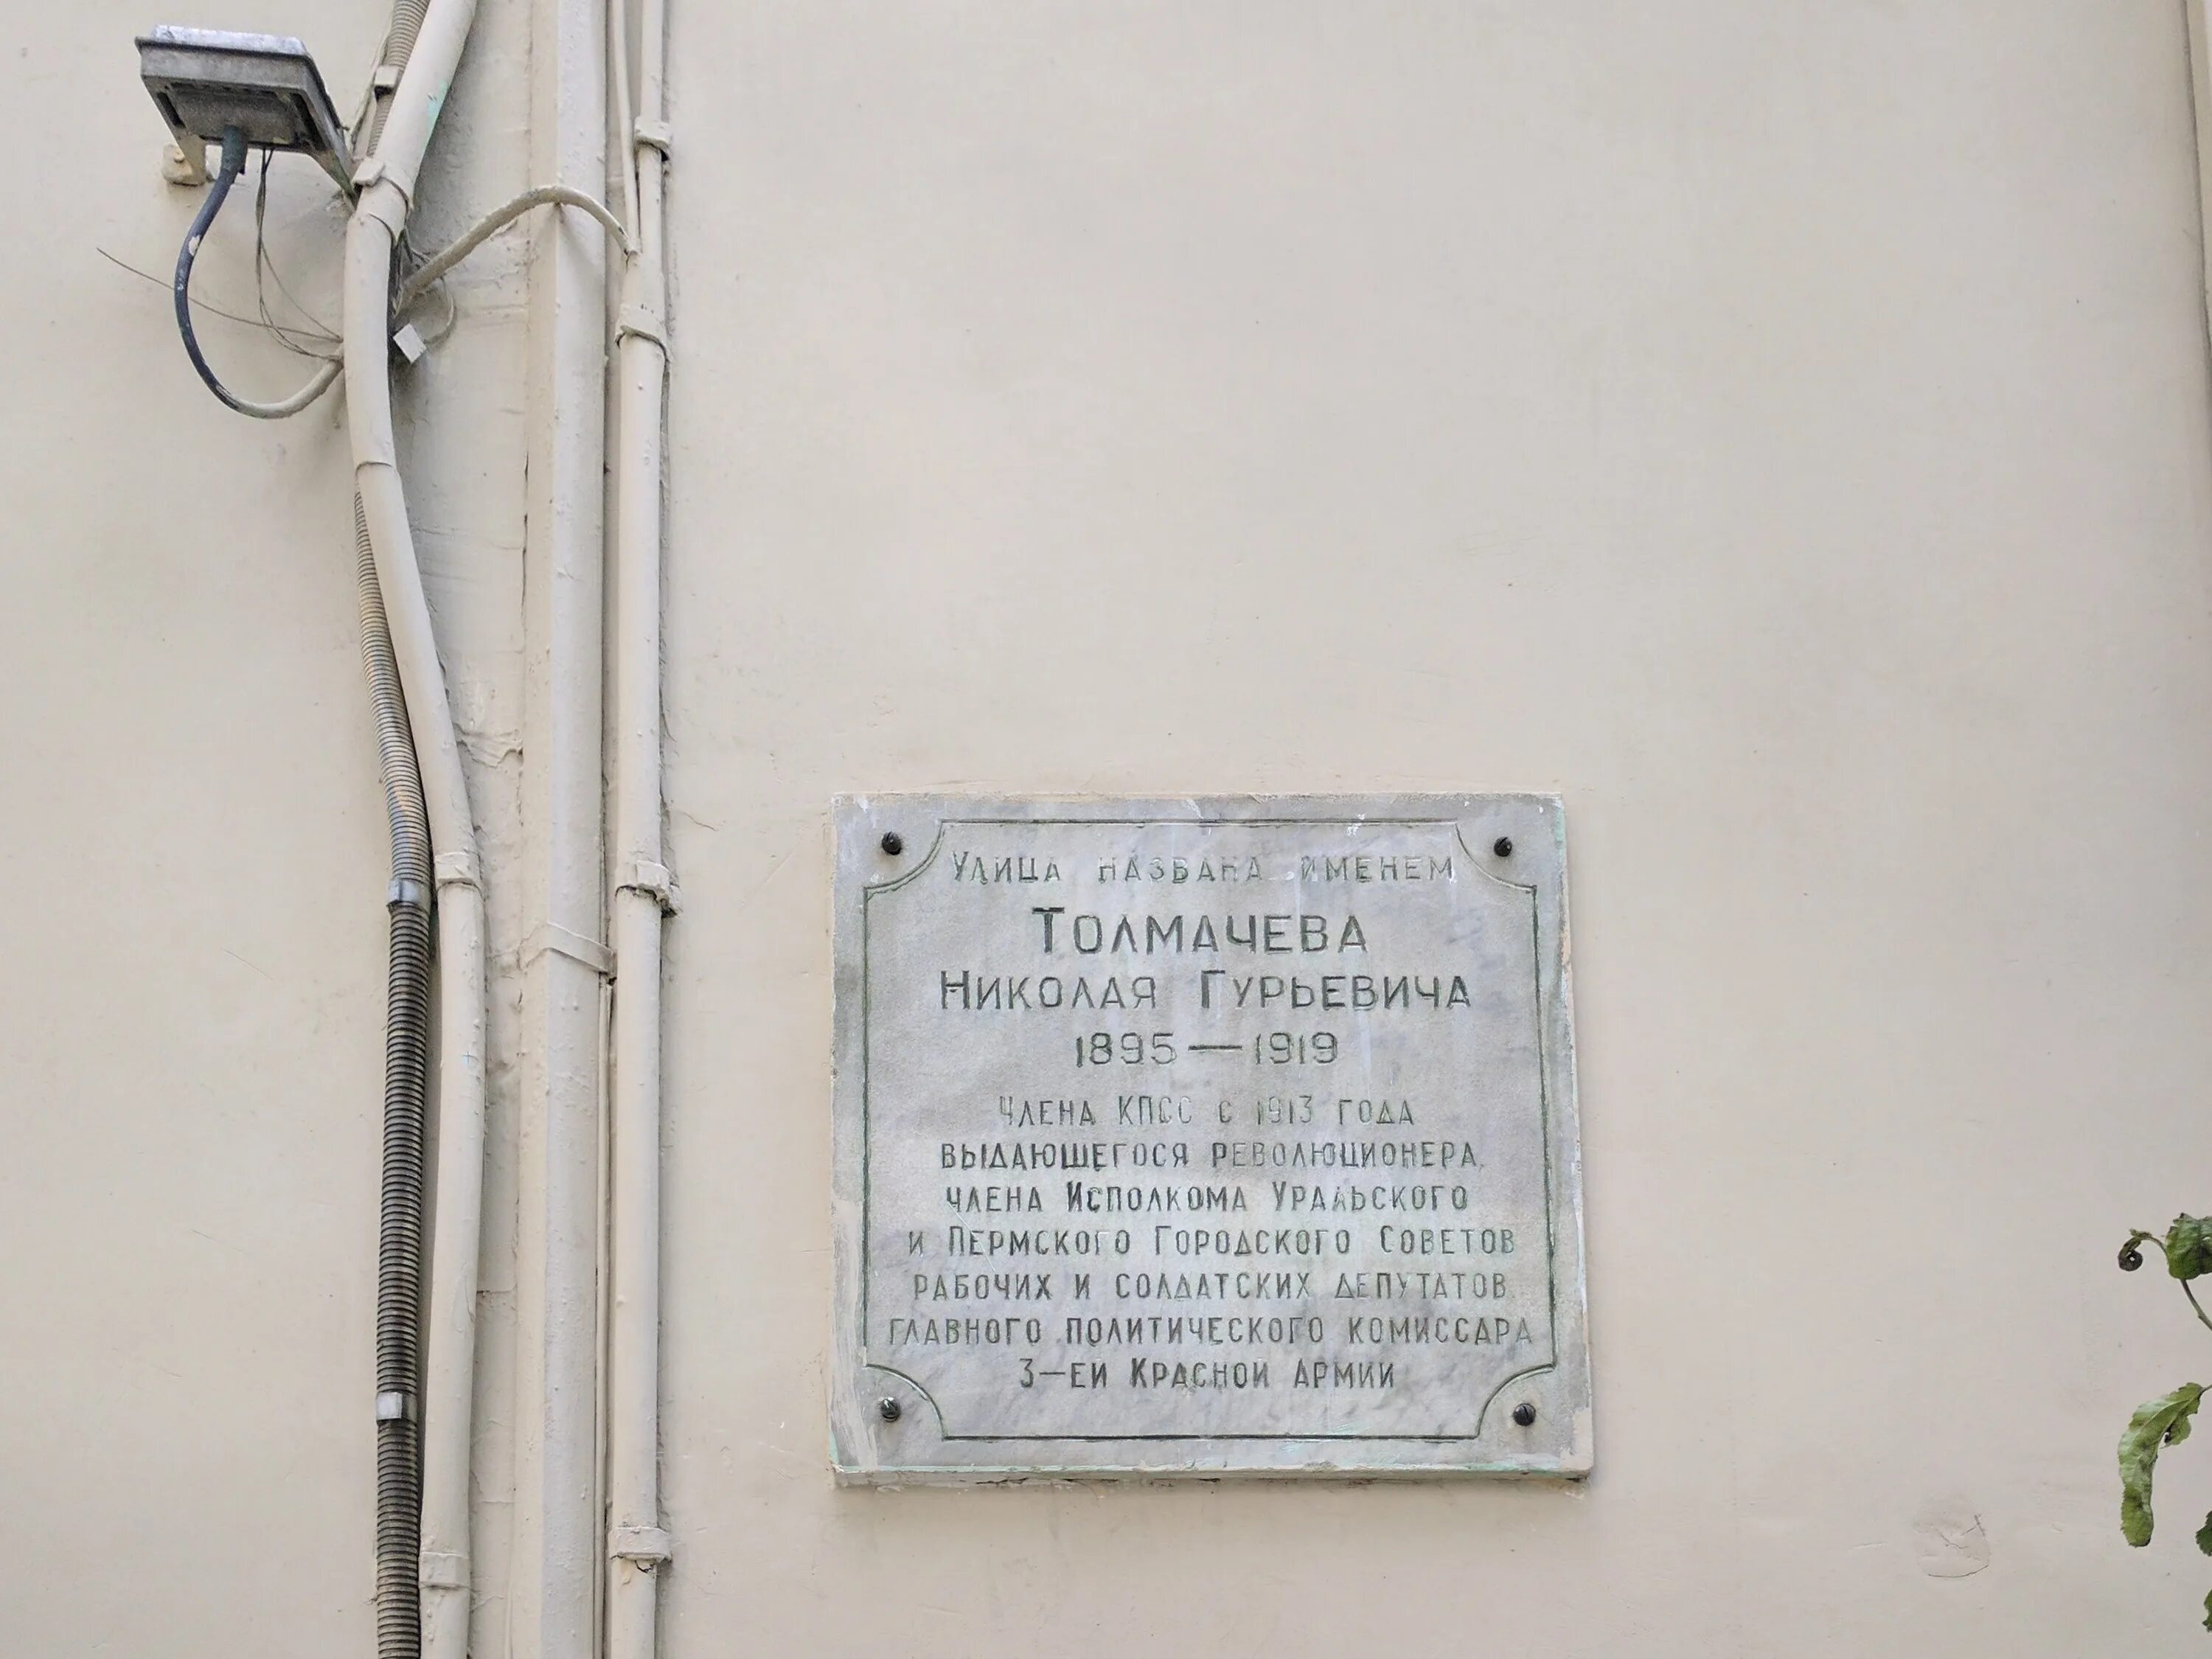 Улица названа именем
Толмачева
Николая Гурьевича
1895—1919
Члена КПСС с 1913 года
выдающегося революционера,
члена Исполкома Уральского
и Пермского Городского Советов
рабочих и солдатских депутатов.
главного политического комиссара
3-ей Красной Армии